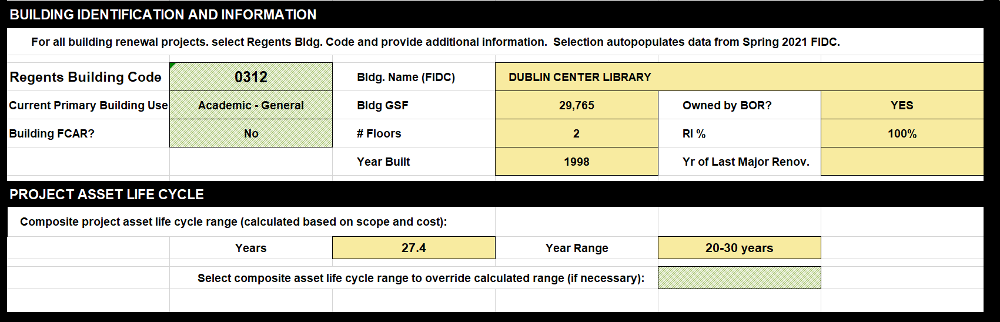 BUILDING IDENTIFICATION AND INFORMATION
For all building renewal projects. select Regents Bldg. Code and provide additional information.  Selection autopopulates data from Spring 2021 FIDC.
Regents Building Code 0312 Bldg. Name (FIDC) DUBLIN CENTER LIBRARY
Current Primary Building Use Academic - General Bldg GSF 29,765 Owned by BOR? YES
Building FCAR? No # Floors 2 RI % 100%
Year Built 1998 Yr of Last Major Renov.
PROJECT ASSET LIFE CYCLE
Composite project asset life cycle range (calculated based on scope and cost):
Years 27.4 Year Range 20-30 years
Select composite asset life cycle range to override calculated range (if necessary):